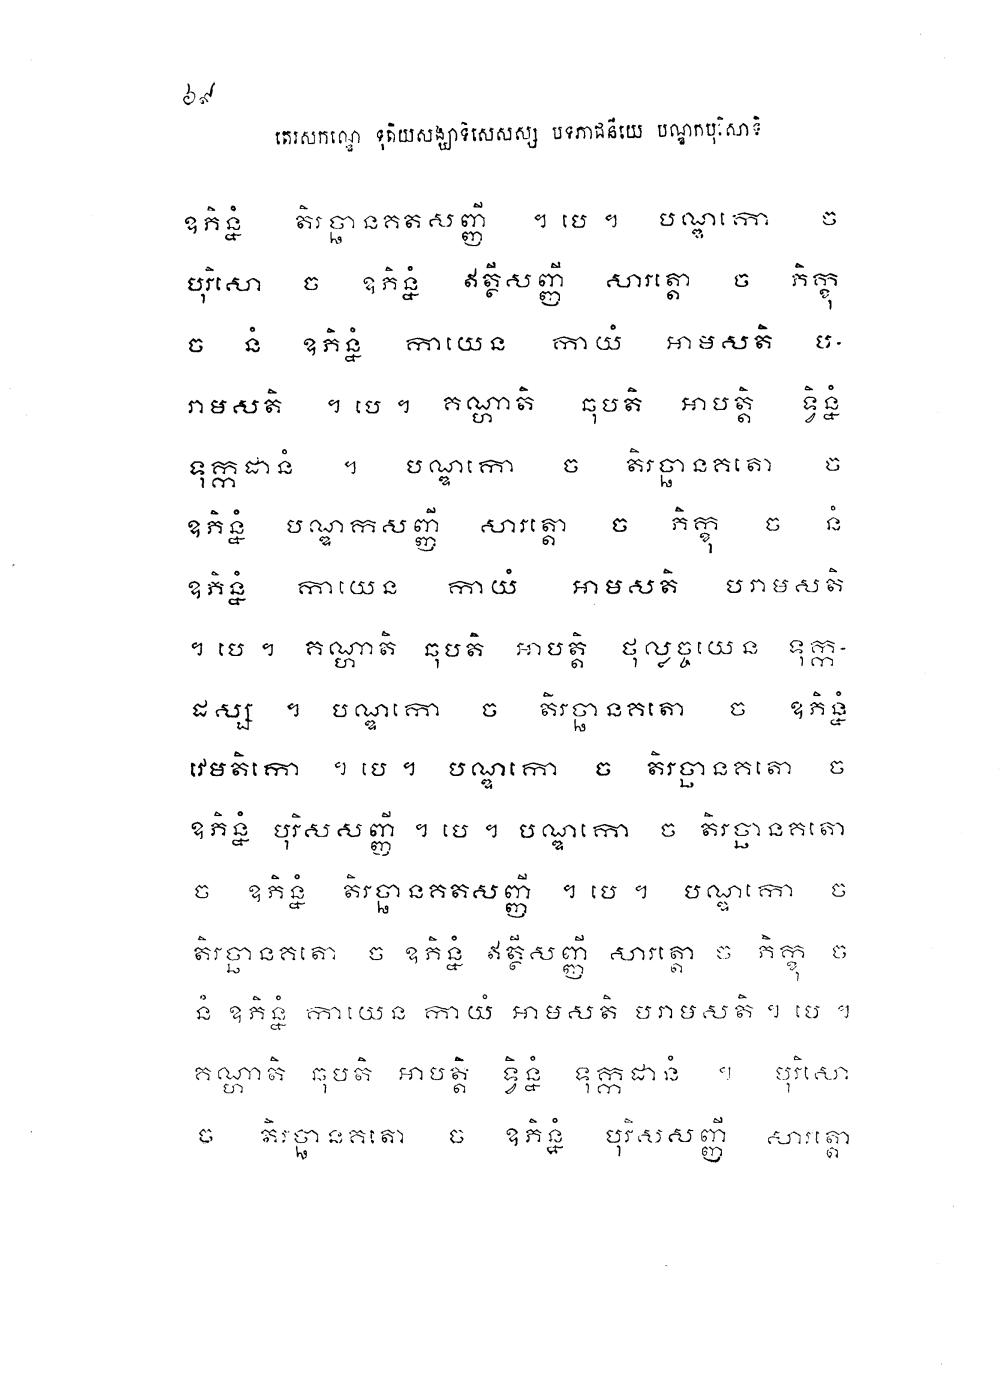 ៦៩
តេរសកណ្ឌេ ទុតិយសង្ឃាទិសេសស្ស បទភាជនីយេ បណ្ឌកបុរិសាទិ
ឧភិន្នំ តិរច្ឆានគតសញ្ញី ។ បេ ។ បណ្ឌកោ ច
បុរិសោ ច ឧភិន្នំ ឥត្ថីសញ្ញី សារត្តោ ច ភិក្ខុ
ច នំ ឧភិន្នំ កាយេន កាយំ អាមសតិ ប-
រាមសតិ ។ បេ ។ គណ្ហាតិ ឆុបតិ អាបត្តិ ទ្វិន្នំ
ទុក្កដានំ ។ បណ្ឌកោ ច តិរច្ឆានគតោ ច
ឧភិន្នំ បណ្ឌកសញ្ញី សារត្តោ ច ភិក្ខុ ច នំ
ឧភិន្នំ កាយេន កាយំ អាមសតិ បរាមសតិ
។ បេ ។ គណ្ហាតិ ឆុបតិ អាបត្តិ ថុល្លច្ចយេន ទុក្ក-
ដស្ស ។ បណ្ឌកោ ច តិរច្ឆានគតោ ច ឧភិន្នំ
វេមតិកោ ។ បេ ។ បណ្ឌកោ ច តិរច្ឆានគតោ ច
ឧភិន្នំ បុរិសសញ្ញី ។ បេ ។ បណ្ឌកោ ច តិរច្ឆានគតោ
ច ឧភិន្នំ តិរច្ឆានគតសញ្ញី ។ បេ ។ បណ្ឌកោ ច
តិរច្ឆានគតោ ច ឧភិន្នំ ឥត្ថីសញ្ញី សារត្តោ ច ភិក្ខុ ច
នំ ឧភិន្នំ កាយេន កាយំ អាមសតិ បរាមសតិ ។ បេ ។
គណ្ហាតិ ឆុបតិ អាបត្តិ ទ្វិន្នំ ទុក្កដានំ ។ បុរិសោ
ច តិរច្ឆានគតោ ច ឧភិន្នំ បុរិសសញ្ញី សារត្តោ